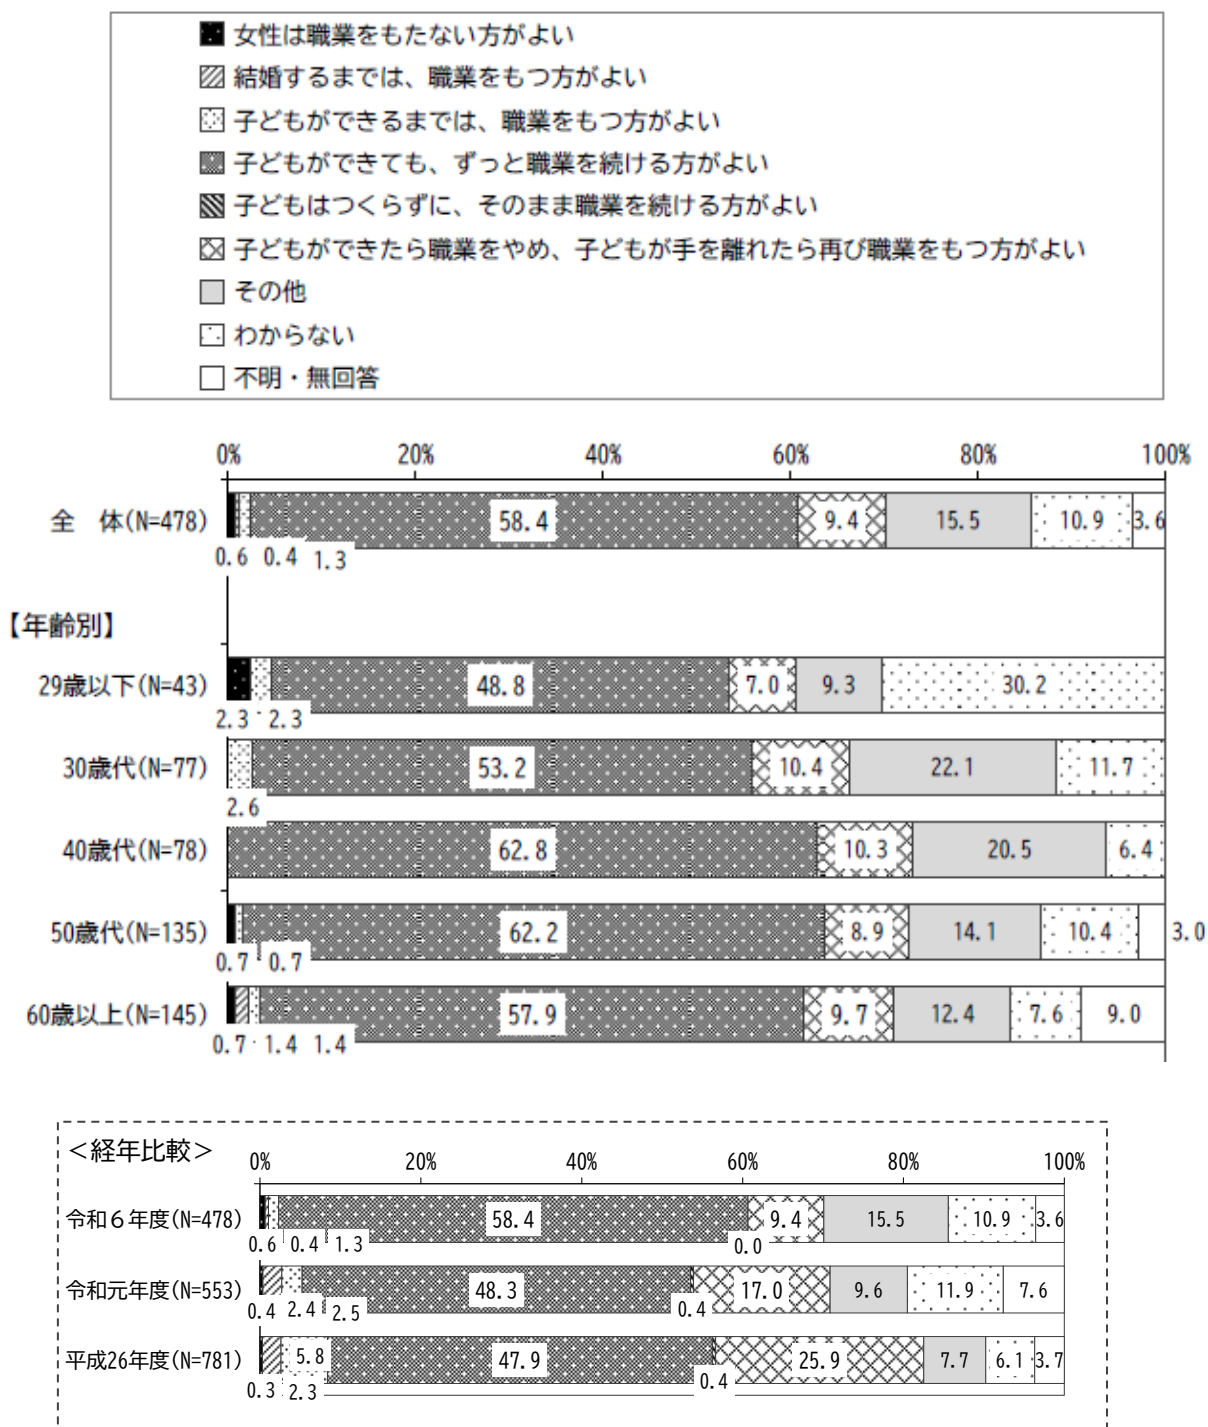 女性は職業をもたない方がよい
結婚するまでは、職業をもつ方がよい
子どもができるまでは、職業をもつ方がよい
子どもができても、ずっと職業を続ける方がよい
子どもはつくらずに、そのまま職業を続ける方がよい
子どもができたら職業をやめ、子どもが手を離れたら再び職業をもつ方がよい
その他
わからない
不明・無回答
0% 20% 40% 60% 80% 100%
全　体(N=478) 58.4 9.4 15.5 10.9 3.6
0.6 0.4 1.3
【年齢別】
29歳以下(N=43) 48.8 7.0 9.3 30.2
2.3 2.3
30歳代(N=77) 53.2 10.4 22.1 11.7
2.6
40歳代(N=78) 62.8 10.3 20.5 6.4
50歳代(N=135) 62.2 8.9 14.1 10.4 3.0
0.7 0.7
60歳以上(N=145) 57.9 9.7 12.4 7.6 9.0
0.7 1.4 1.4
＜経年比較＞
0% 20% 40% 60% 80% 100%
令和６年度(N=478) 58.4 9.4 15.5 10.9 3.6
0.6 0.4 1.3 0.0
令和元年度(N=553) 48.3 17.0 9.6 11.9 7.6
0.4 2.4 2.5 0.4
平成26年度(N=781) 5.8 47.9 25.9 7.7 6.1 3.7
0.3 2.3 0.4